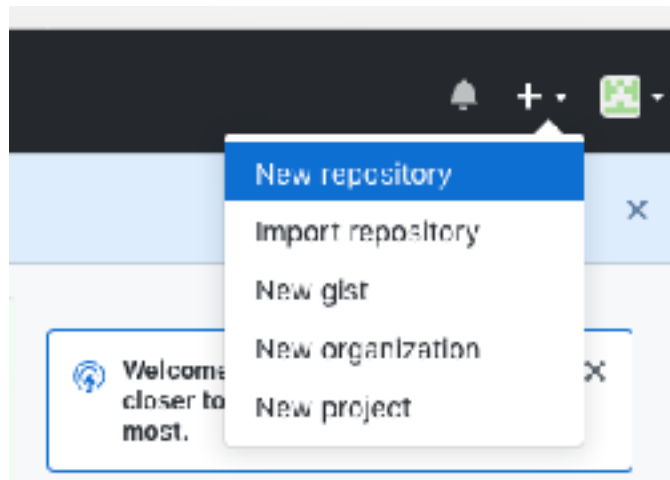 New repository
Import repository
New gist
New organization
New project
Welcome
closer to
most.